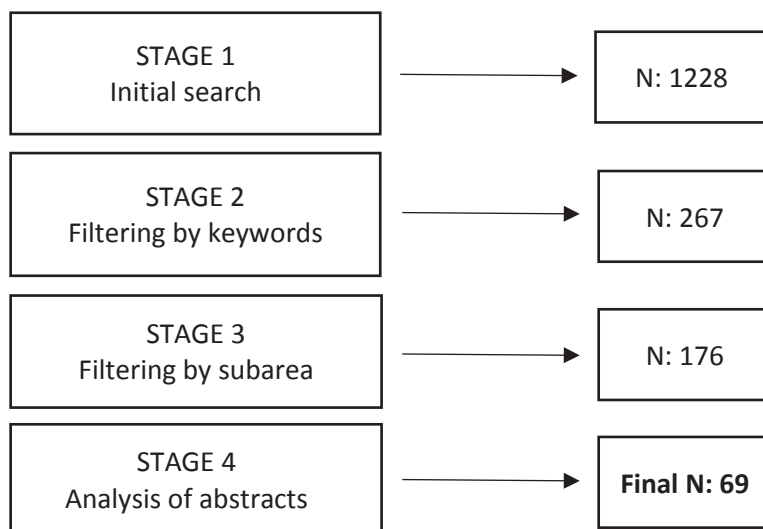 STAGE 1
Initial search
N: 1228
STAGE 2
Filtering by keywords
N: 267
STAGE 3
Filtering by subarea
N: 176
STAGE 4
Analysis of abstracts
Final N: 69